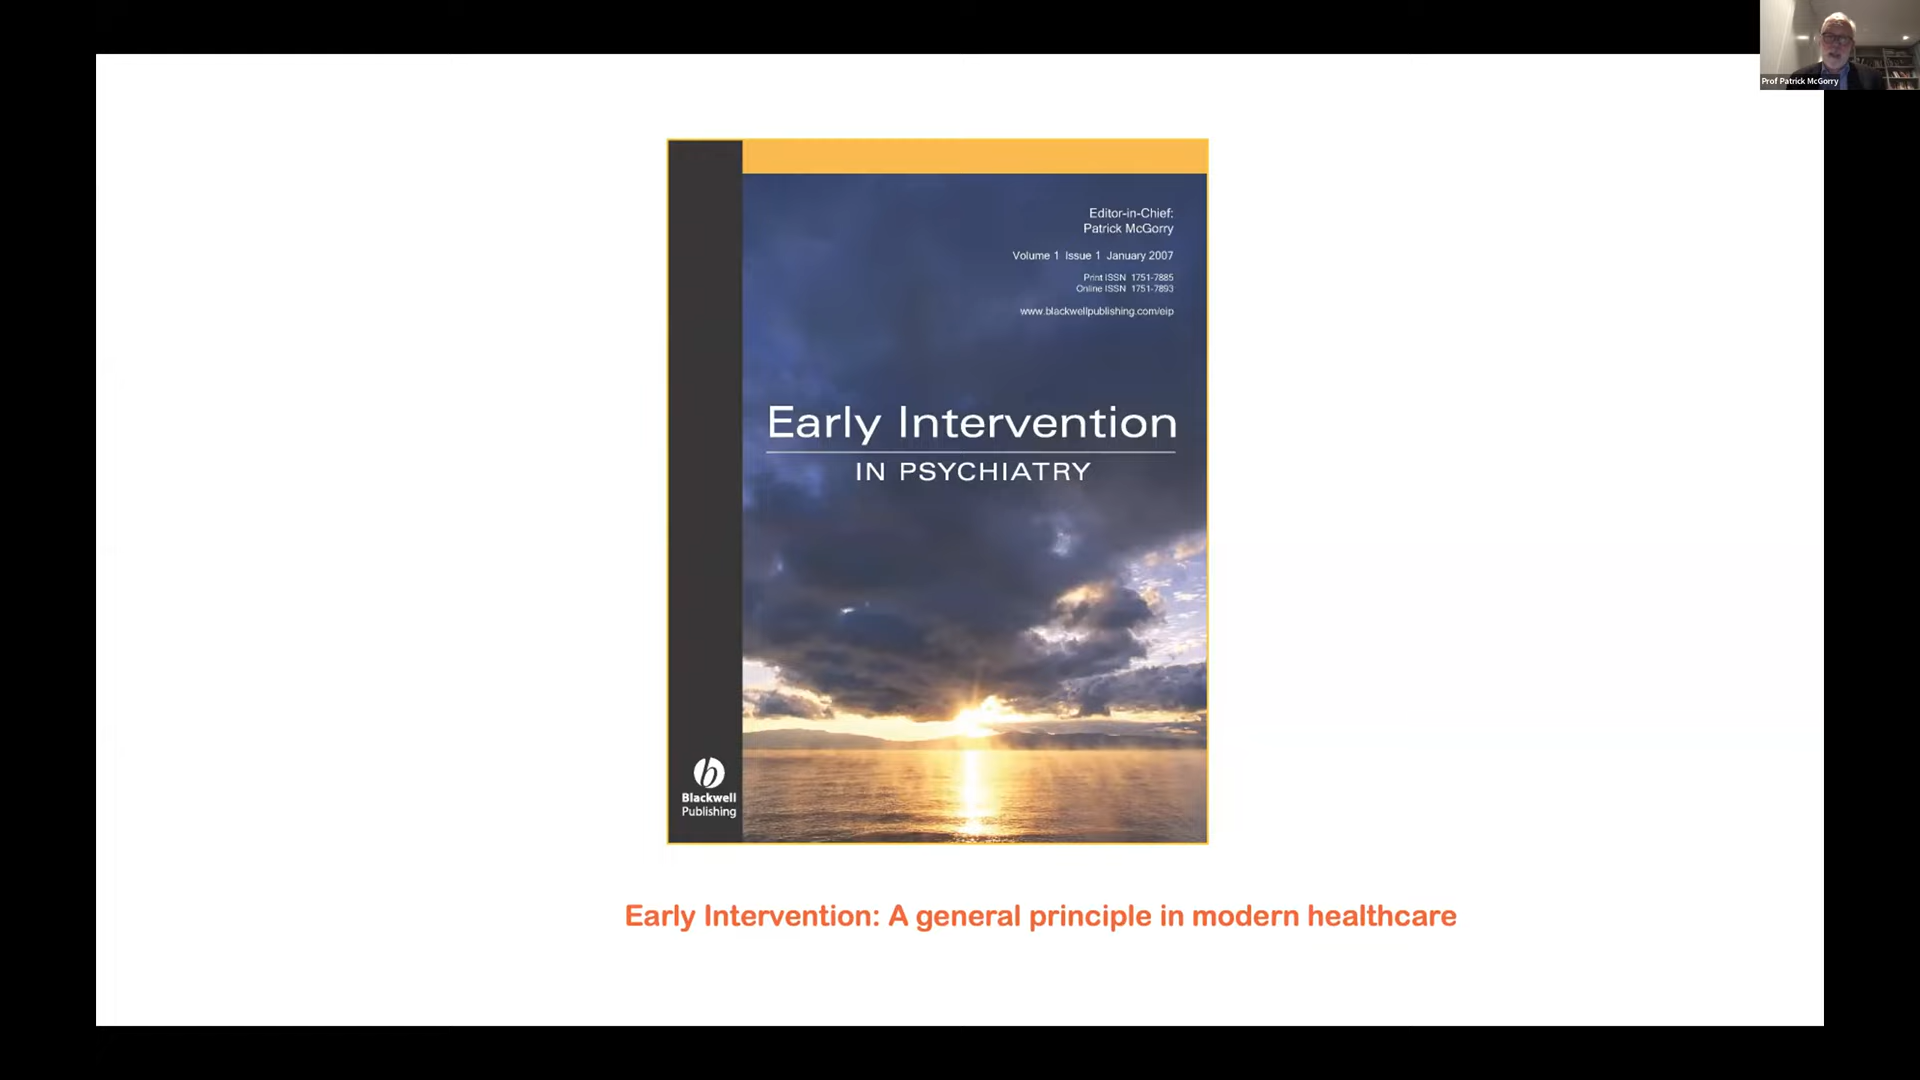 Prof Patrick McGorry
Editor-in-Chief:
Patrick McGorry
Volume 1 Issue 1 January 2007
Print ISSN 1751-7885
Online ISSN 1751-7893
www.blackwellpublishing.com/eip
Early Intervention
IN PSYCHIATRY
b
Blackwell
Publishing
Early Intervention: A general principle in modern healthcare